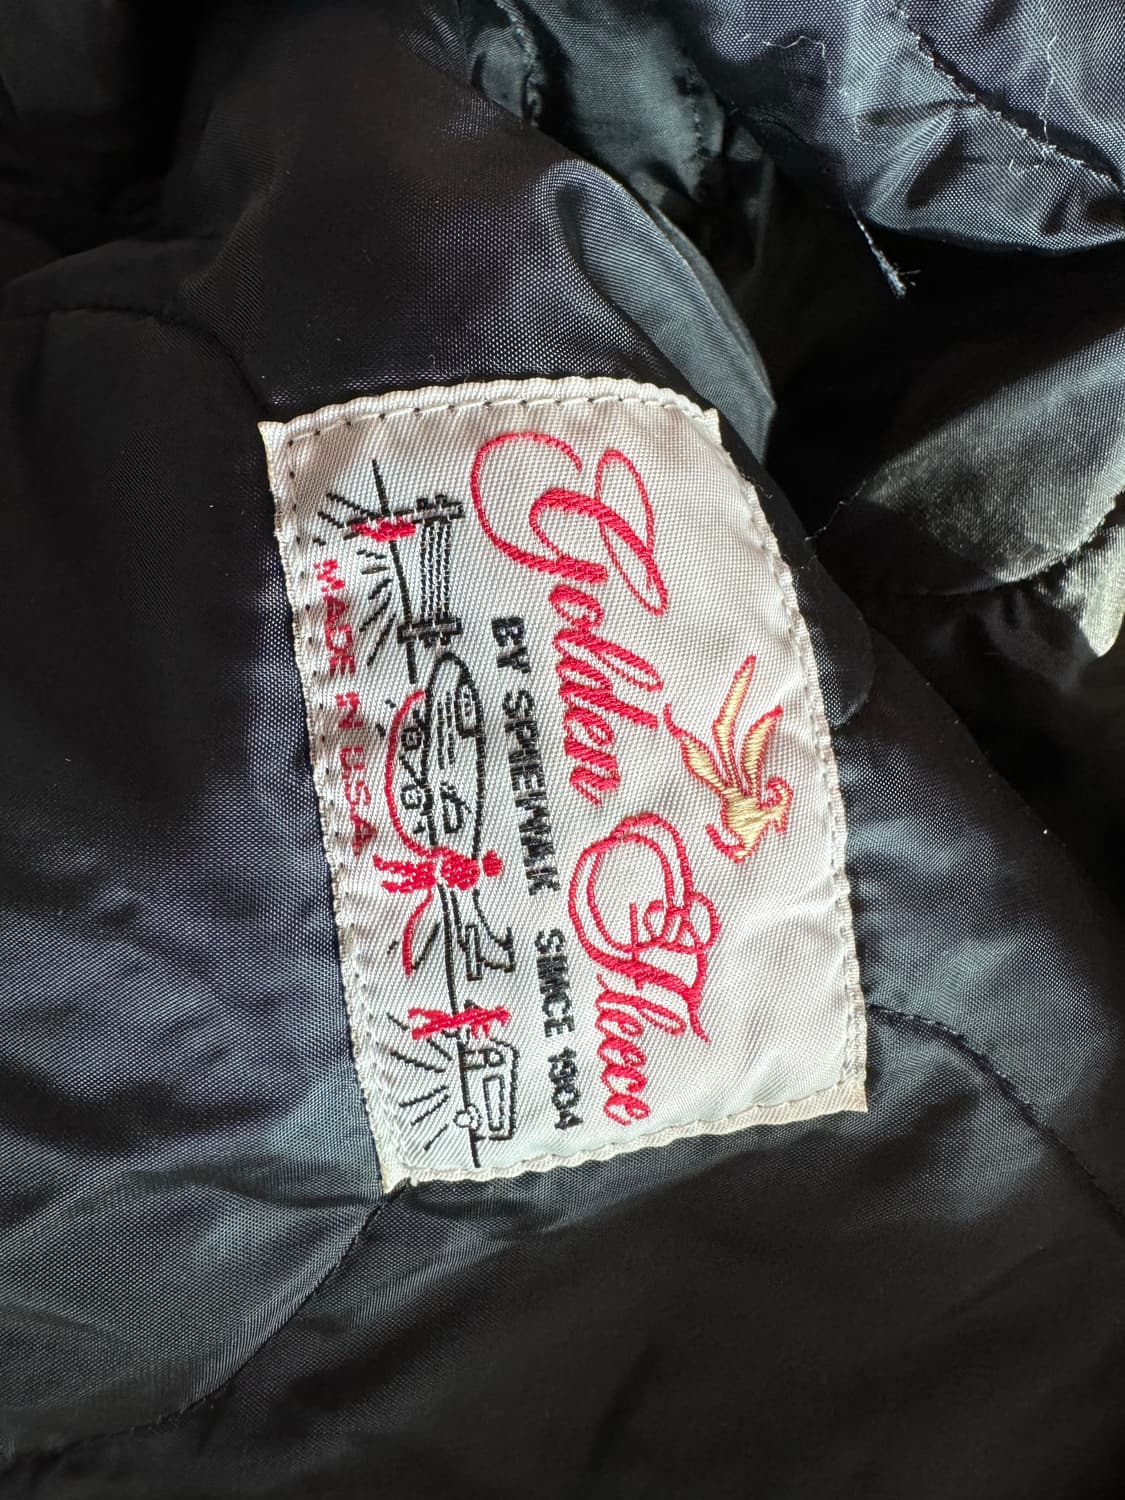 Golden Fleece
BY SPIEWAK SINCE 1904
MADE IN U.S.A.